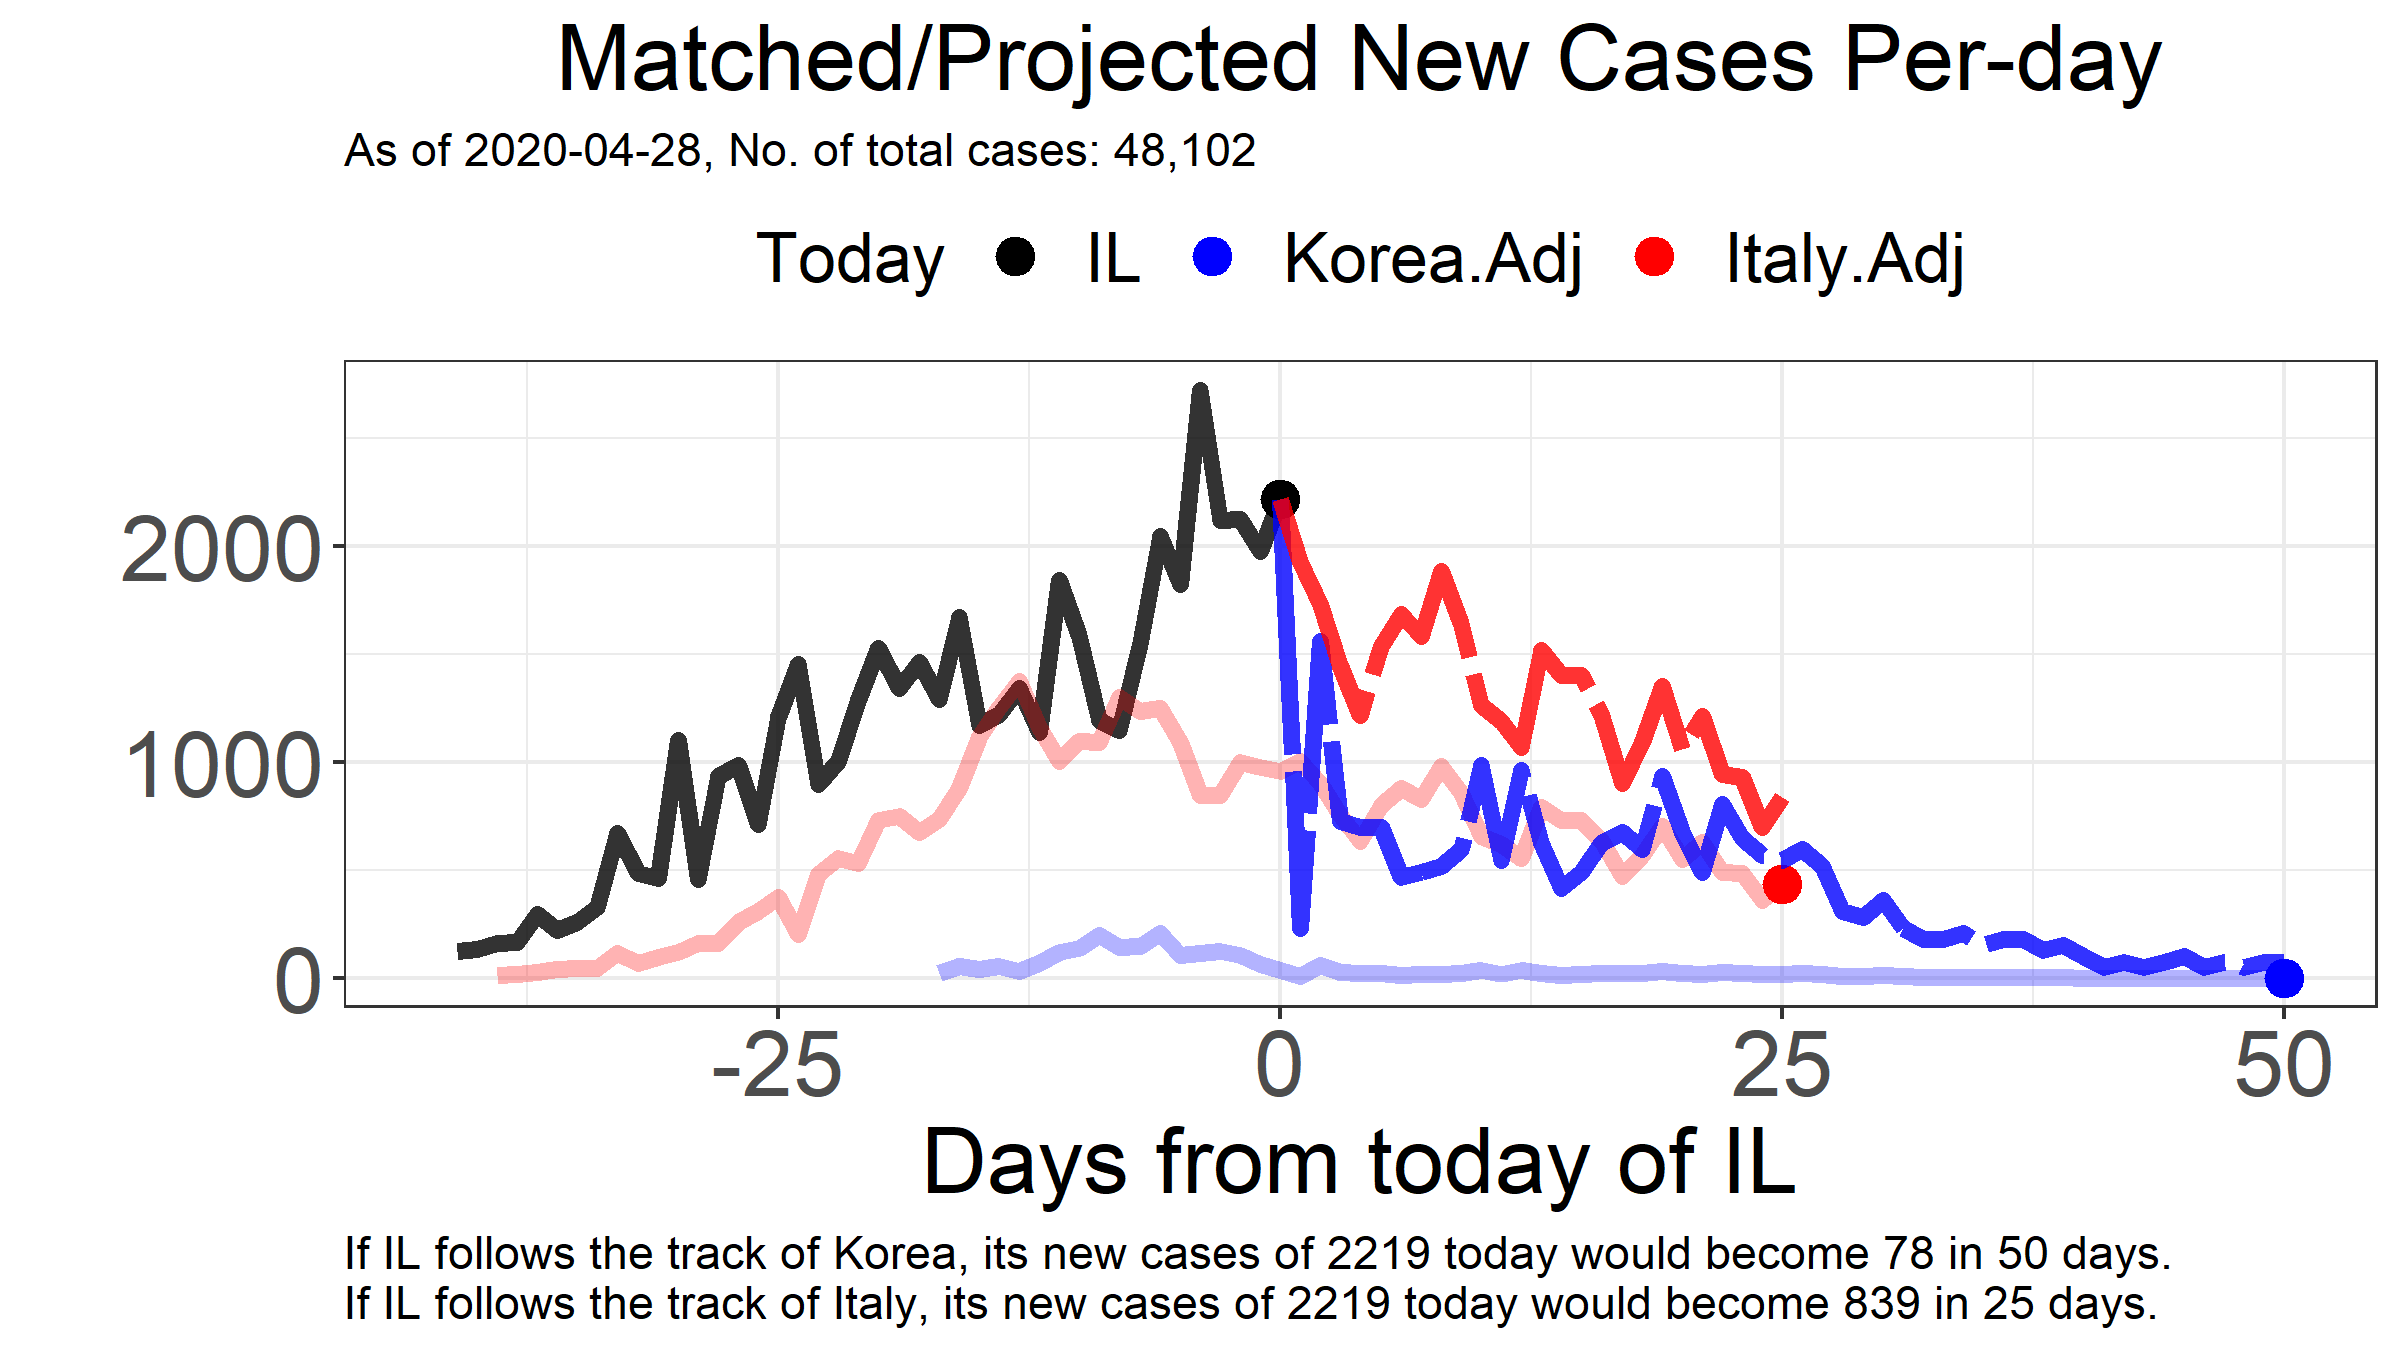 Matched/Projected New Cases Per-day
As of 2020-04-28, No. of total cases: 48,102
Today IL Korea.Adj Italy.Adj
2000
1000
0
-25 0 25 50
Days from today of IL
If IL follows the track of Korea, its new cases of 2219 today would become 78 in 50 days.
If IL follows the track of Italy, its new cases of 2219 today would become 839 in 25 days.